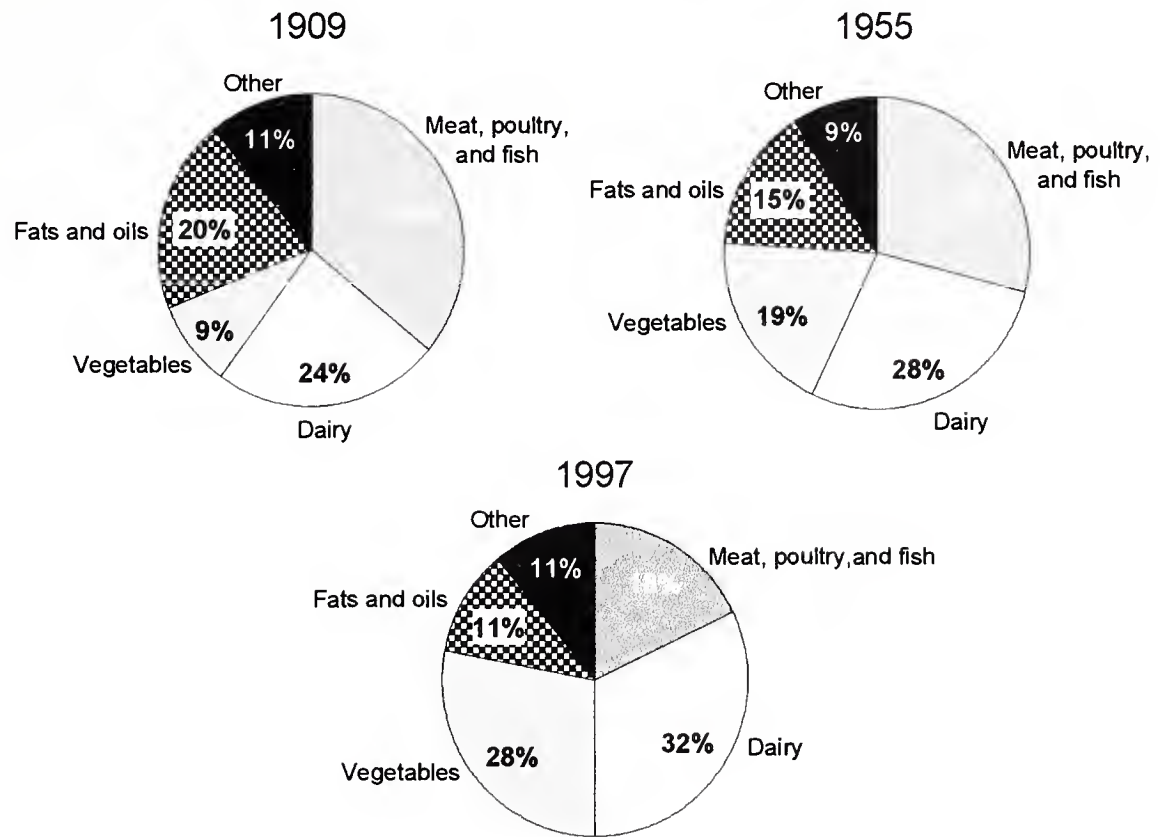 1909
Other
11%
Meat, poultry,
and fish
Fats and oils
20%
9%
Vegetables
24%
Dairy
1955
Other
9%
Meat, poultry,
and fish
Fats and oils
15%
Vegetables
19%
28%
Dairy
1997
Other
11%
Meat, poultry,and fish
Fats and oils
11%
Vegetables
28%
32%
Dairy